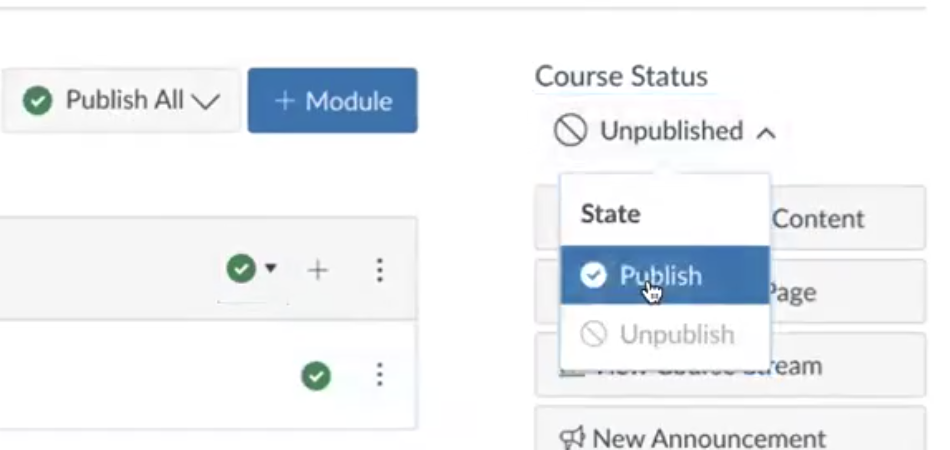 Publish All
+ Module
Course Status
Unpublished
State
Content
Publish
Page
Unpublish
New Announcement